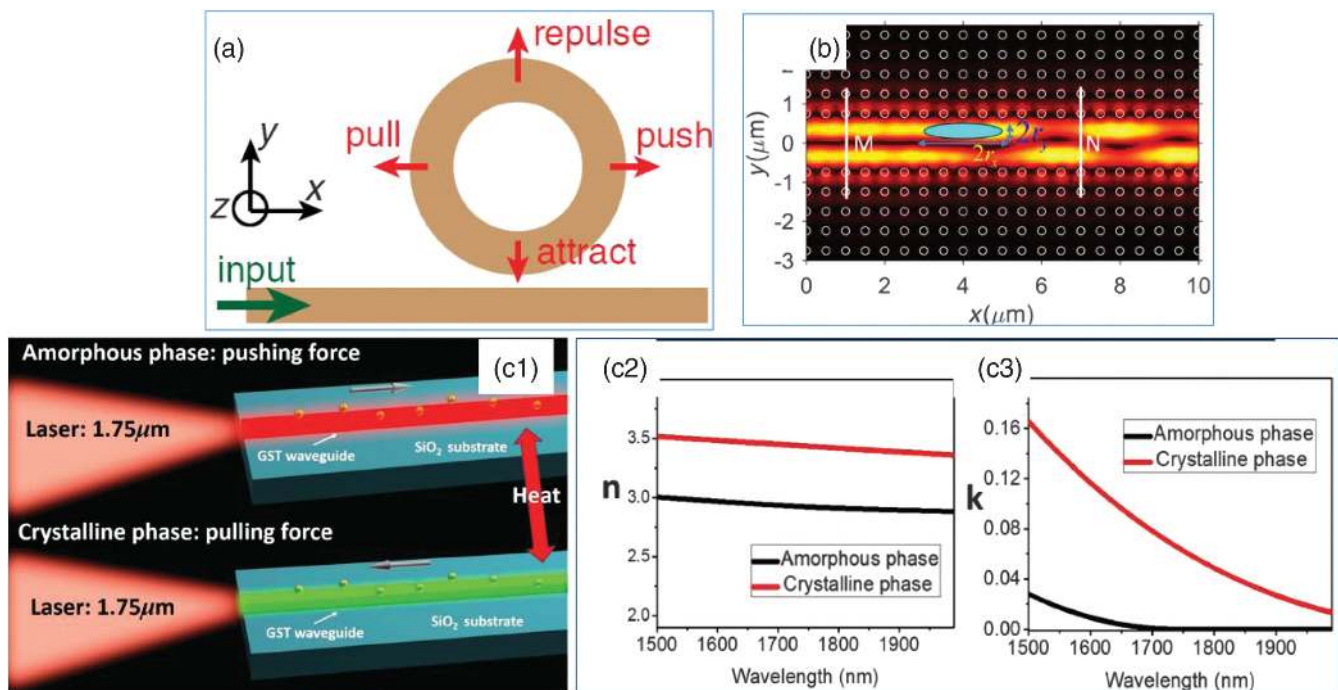 (a)
repulse
pull
push
attract
y
x
z
input
(b)
y(μm)
1
0
-1
-2
-3
M
N
2rₓ
2rᵧ
0 2 4 6 8 10
x(μm)
(c1)
Amorphous phase: pushing force
Laser: 1.75μm
GST waveguide
SiO₂ substrate
Heat
Crystalline phase: pulling force
Laser: 1.75μm
GST waveguide
SiO₂ substrate
(c2)
n
3.5
3.0
2.5
2.0
Amorphous phase
Crystalline phase
1500 1600 1700 1800 1900
Wavelength (nm)
(c3)
k
0.16
0.12
0.08
0.04
0.00
Amorphous phase
Crystalline phase
1500 1600 1700 1800 1900
Wavelength (nm)